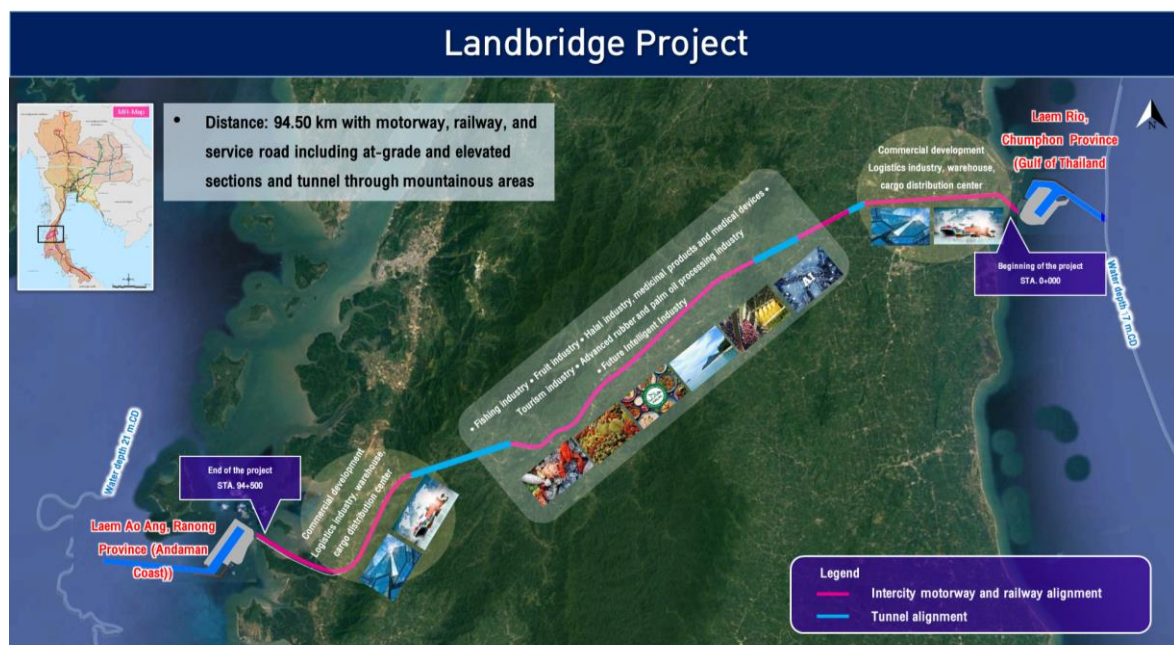 Landbridge Project
MR-Map
• Distance: 94.50 km with motorway, railway, and
service road including at-grade and elevated
sections and tunnel through mountainous areas
Commercial development
Logistics industry, warehouse,
cargo distribution center
Laem Rio,
Chumphon Province
(Gulf of Thailand
N
Beginning of the project
STA. 0+000
Water depth 17 m.CD
• Fishing industry • Fruit industry • Halal industry, medicinal products and medical devices •
Tourism industry • Advanced rubber and palm oil processing industry
• Future Intelligent Industry
AI
Water depth 21 m.CD
End of the project
STA. 94+500
Commercial development
Logistics industry, warehouse,
cargo distribution center
Laem Ao Ang, Ranong
Province (Andaman
Coast))
Legend
Intercity motorway and railway alignment
Tunnel alignment